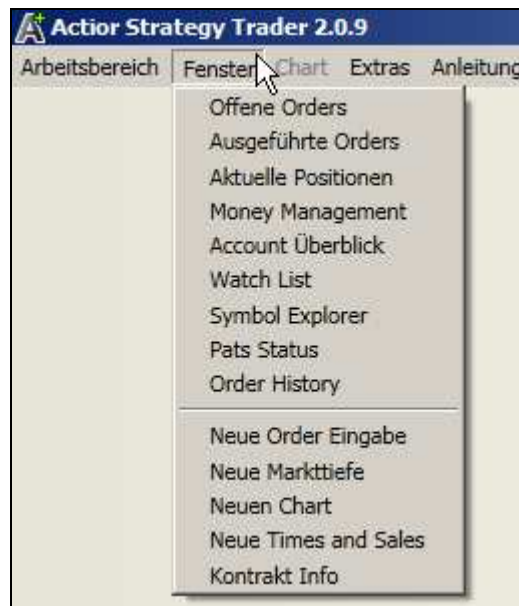 Actior Strategy Trader 2.0.9
Arbeitsbereich Fenster Chart Extras Anleitung
Offene Orders
Ausgeführte Orders
Aktuelle Positionen
Money Management
Account Überblick
Watch List
Symbol Explorer
Pats Status
Order History
Neue Order Eingabe
Neue Markttiefe
Neuen Chart
Neue Times and Sales
Kontrakt Info